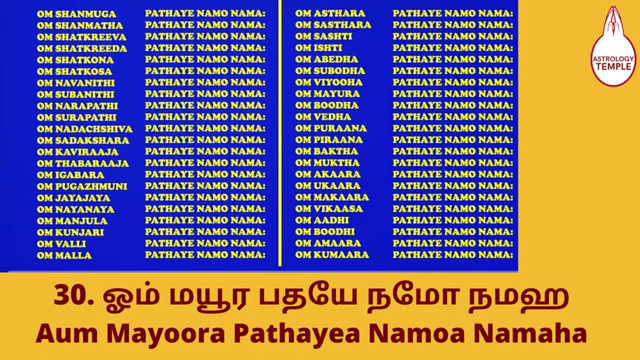 OM SHANMUGA PATHAYE NAMO NAMA:
OM SHANMATHA PATHAYE NAMO NAMA:
OM SHATKREEVA PATHAYE NAMO NAMA:
OM SHATKREEDA PATHAYE NAMO NAMA:
OM SHATKONA PATHAYE NAMO NAMA:
OM SHATKOSA PATHAYE NAMO NAMA:
OM NAVANITHI PATHAYE NAMO NAMA:
OM SUBANITHI PATHAYE NAMO NAMA:
OM NARAPATHI PATHAYE NAMO NAMA:
OM SURAPATHI PATHAYE NAMO NAMA:
OM NADACHSHIVA PATHAYE NAMO NAMA:
OM SADAKSHARA PATHAYE NAMO NAMA:
OM KAVIRAAJA PATHAYE NAMO NAMA:
OM THABARAAJA PATHAYE NAMO NAMA:
OM IGABARA PATHAYE NAMO NAMA:
OM PUGAZHMUNI PATHAYE NAMO NAMA:
OM JAYAJAYA PATHAYE NAMO NAMA:
OM NAYANAYA PATHAYE NAMO NAMA:
OM MANJULA PATHAYE NAMO NAMA:
OM KUNJARI PATHAYE NAMO NAMA:
OM VALLI PATHAYE NAMO NAMA:
OM MALLA PATHAYE NAMO NAMA:
OM ASTHARA PATHAYE NAMO NAMA:
OM SASTHARA PATHAYE NAMO NAMA:
OM SASHTI PATHAYE NAMO NAMA:
OM ISHTI PATHAYE NAMO NAMA:
OM ABEDHA PATHAYE NAMO NAMA:
OM SUBODHA PATHAYE NAMO NAMA:
OM VIYOOHA PATHAYE NAMO NAMA:
OM MAYURA PATHAYE NAMO NAMA:
OM BOODHA PATHAYE NAMO NAMA:
OM VEDHA PATHAYE NAMO NAMA:
OM PURAANA PATHAYE NAMO NAMA:
OM PIRAANA PATHAYE NAMO NAMA:
OM BAKTHA PATHAYE NAMO NAMA:
OM MUKTHA PATHAYE NAMO NAMA:
OM AKAARA PATHAYE NAMO NAMA:
OM UKAARA PATHAYE NAMO NAMA:
OM MAKAARA PATHAYE NAMO NAMA:
OM VIKAASA PATHAYE NAMO NAMA:
OM AADHI PATHAYE NAMO NAMA:
OM BOODHI PATHAYE NAMO NAMA:
OM AMAARA PATHAYE NAMO NAMA:
OM KUMAARA PATHAYE NAMO NAMA:
ASTROLOGY
TEMPLE
30. ஓம் மயூர பதயே நமோ நமஹ
Aum Mayoora Pathayea Namoa Namaha